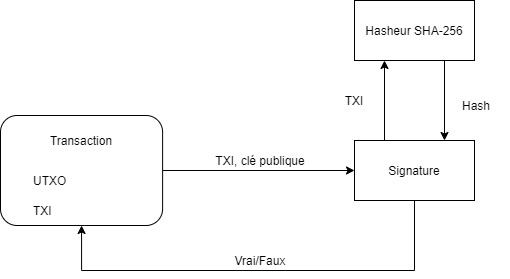 Hasheur SHA-256
TXI
Hash
Transaction
UTXO
TXI
TXI, clé publique
Signature
Vrai/Faux